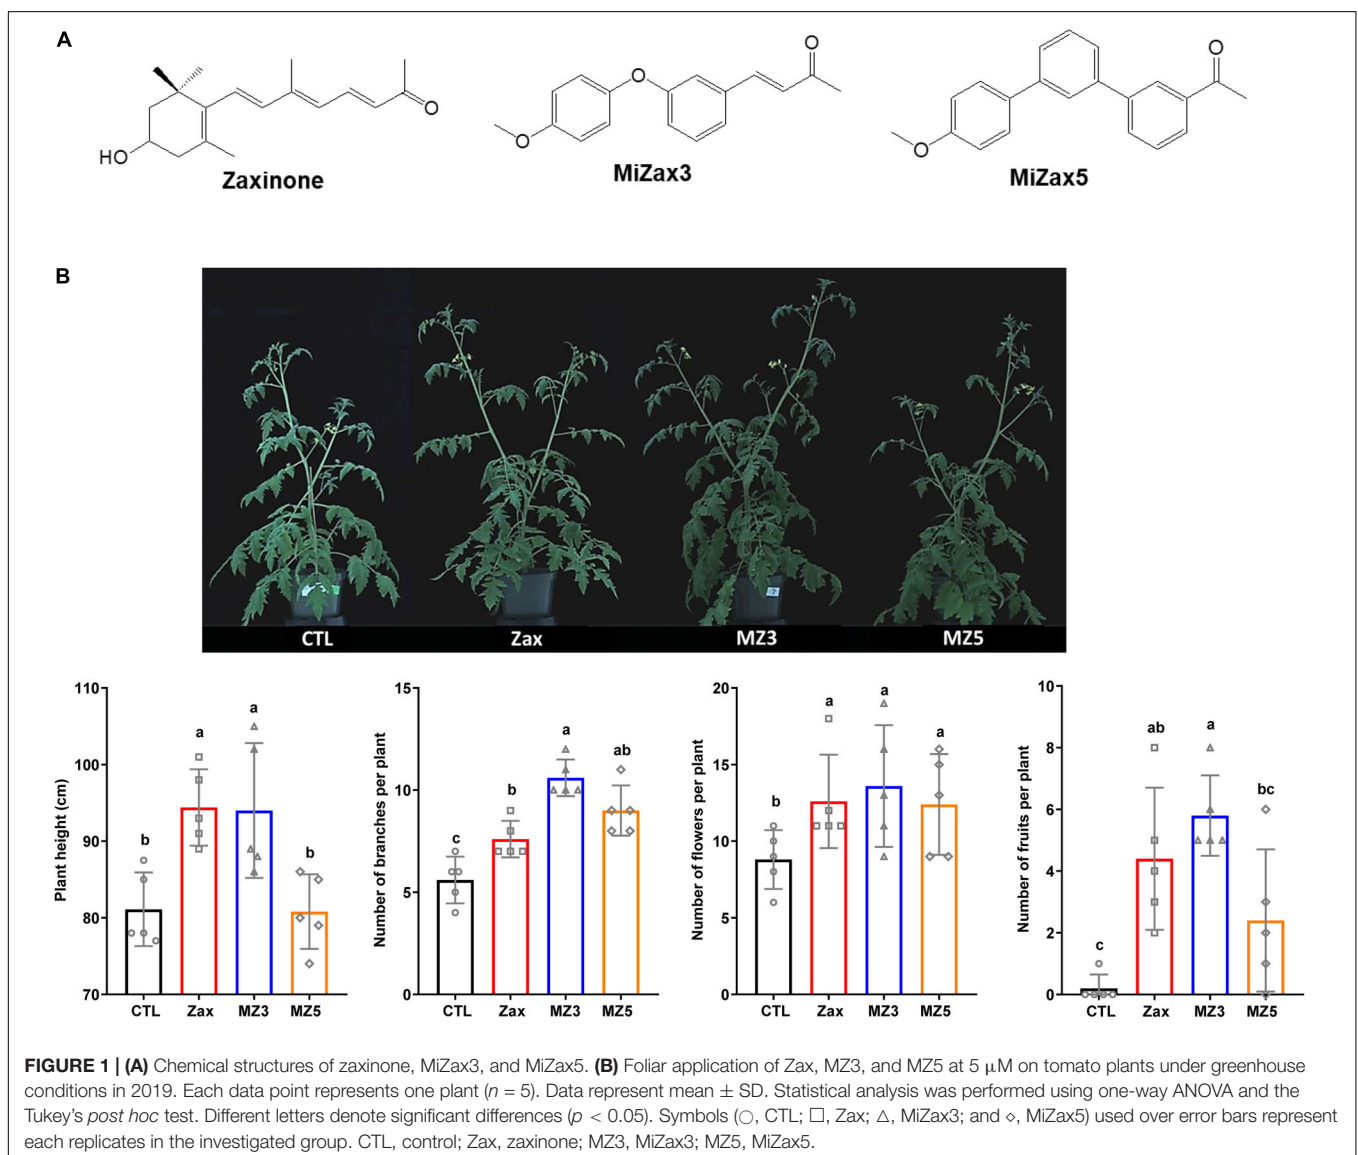 A
HO
O
Zaxinone
O
O
O
MiZax3
O
O
MiZax5
B
CTL
Zax
MZ3
MZ5
Plant height (cm)
110
100
90
80
70
b
a
a
b
CTL
Zax
MZ3
MZ5
Number of branches per plant
15
10
5
0
c
b
a
ab
CTL
Zax
MZ3
MZ5
Number of flowers per plant
20
15
10
5
0
b
a
a
a
CTL
Zax
MZ3
MZ5
Number of fruits per plant
10
8
6
4
2
0
c
ab
a
bc
CTL
Zax
MZ3
MZ5
FIGURE 1 | (A) Chemical structures of zaxinone, MiZax3, and MiZax5. (B) Foliar application of Zax, MZ3, and MZ5 at 5 μM on tomato plants under greenhouse
conditions in 2019. Each data point represents one plant (n = 5). Data represent mean ± SD. Statistical analysis was performed using one-way ANOVA and the
Tukey's post hoc test. Different letters denote significant differences (p < 0.05). Symbols (○, CTL; □, Zax; △, MiZax3; and ⋄, MiZax5) used over error bars represent
each replicates in the investigated group. CTL, control; Zax, zaxinone; MZ3, MiZax3; MZ5, MiZax5.